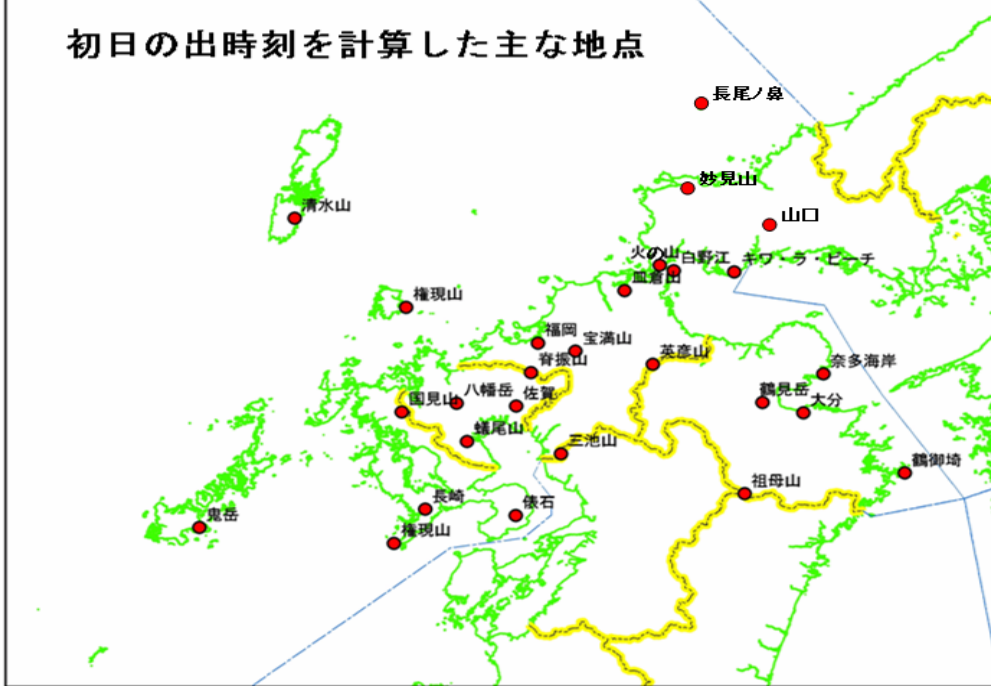 初日の出時刻を計算した主な地点
長尾ノ鼻
妙見山
清水山
山口
火の山
白野江
キワ・ラ・ビーチ
皿倉山
権現山
福岡
宝満山
脊振山
英彦山
奈多海岸
国見山
八幡岳
佐賀
鶴見岳
大分
蟻尾山
三池山
鶴御埼
祖母山
長崎
俵石
鬼岳
権現山